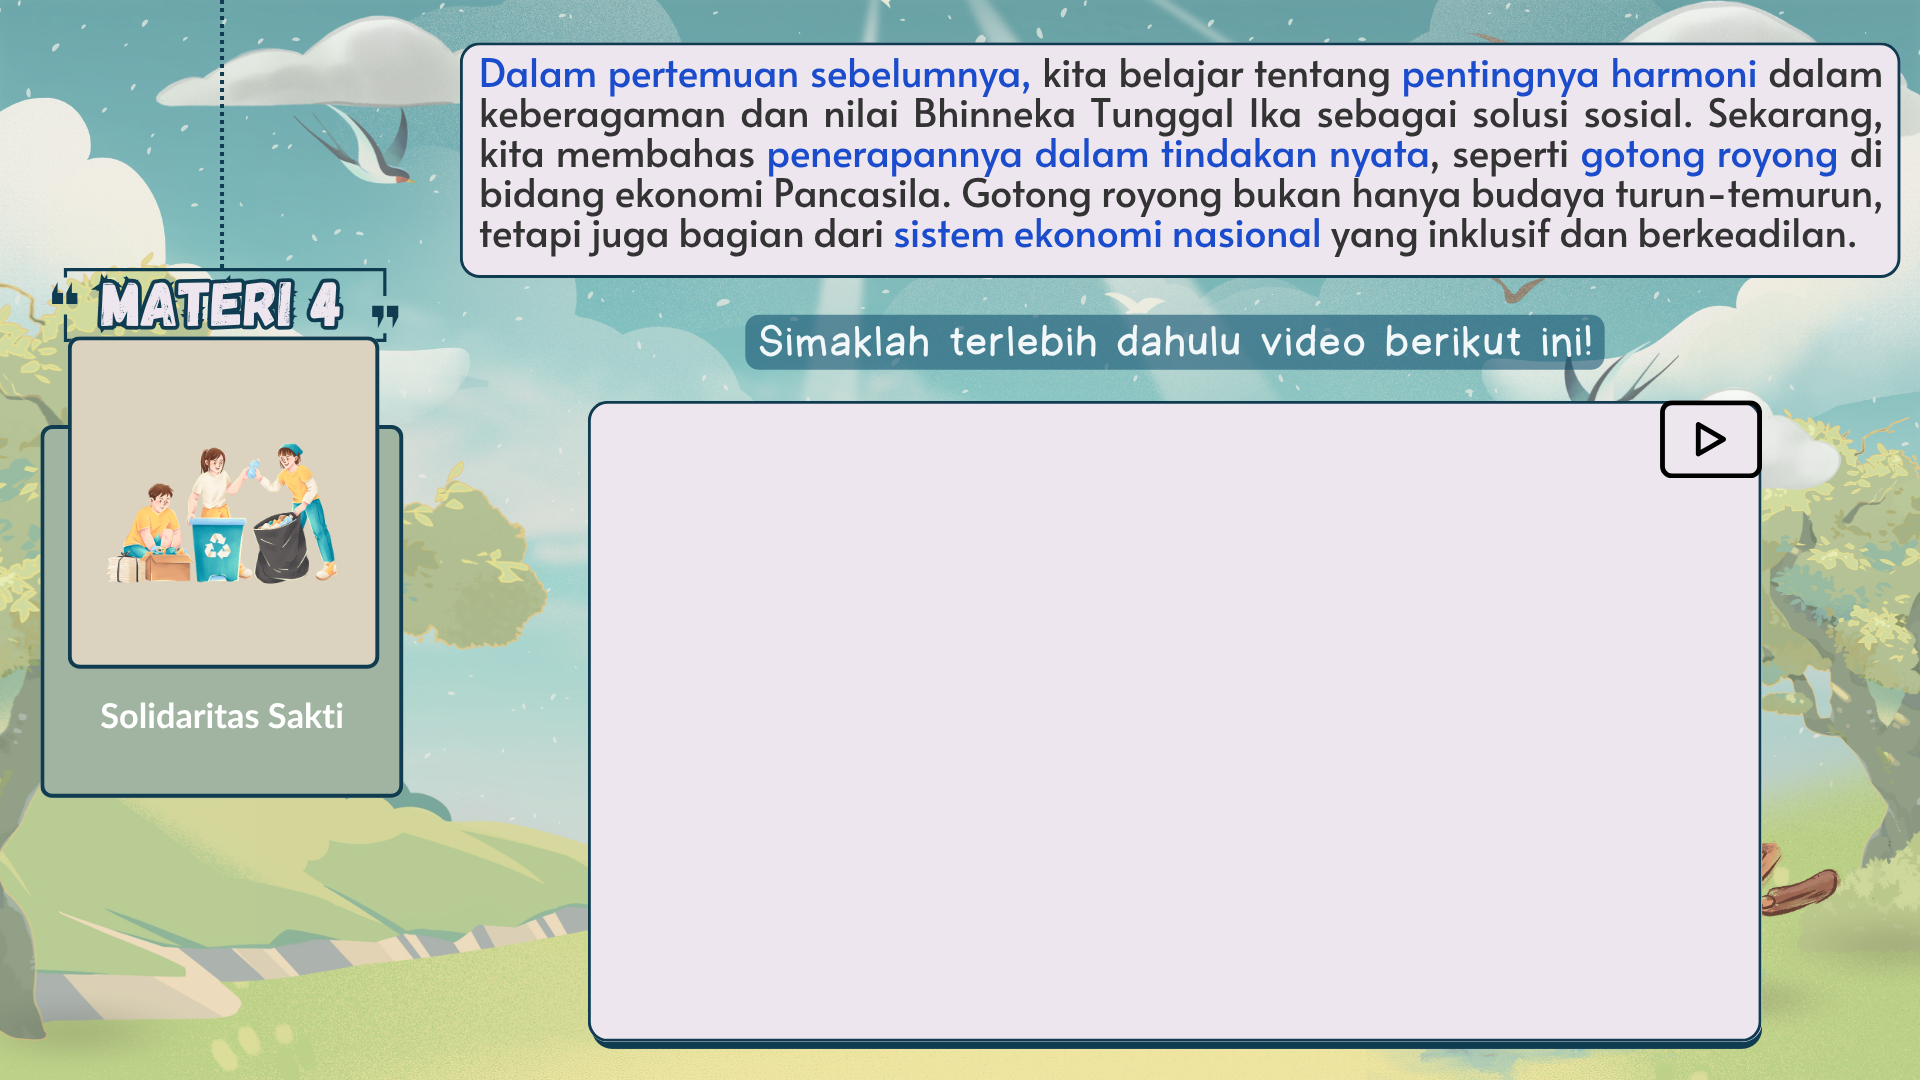 Dalam pertemuan sebelumnya, kita belajar tentang pentingnya harmoni dalam
keberagaman dan nilai Bhinneka Tunggal Ika sebagai solusi sosial. Sekarang,
kita membahas penerapannya dalam tindakan nyata, seperti gotong royong di
bidang ekonomi Pancasila. Gotong royong bukan hanya budaya turun-temurun,
tetapi juga bagian dari sistem ekonomi nasional yang inklusif dan berkeadilan.
“ MATERI 4 ”
Simaklah terlebih dahulu video berikut ini!
Solidaritas Sakti